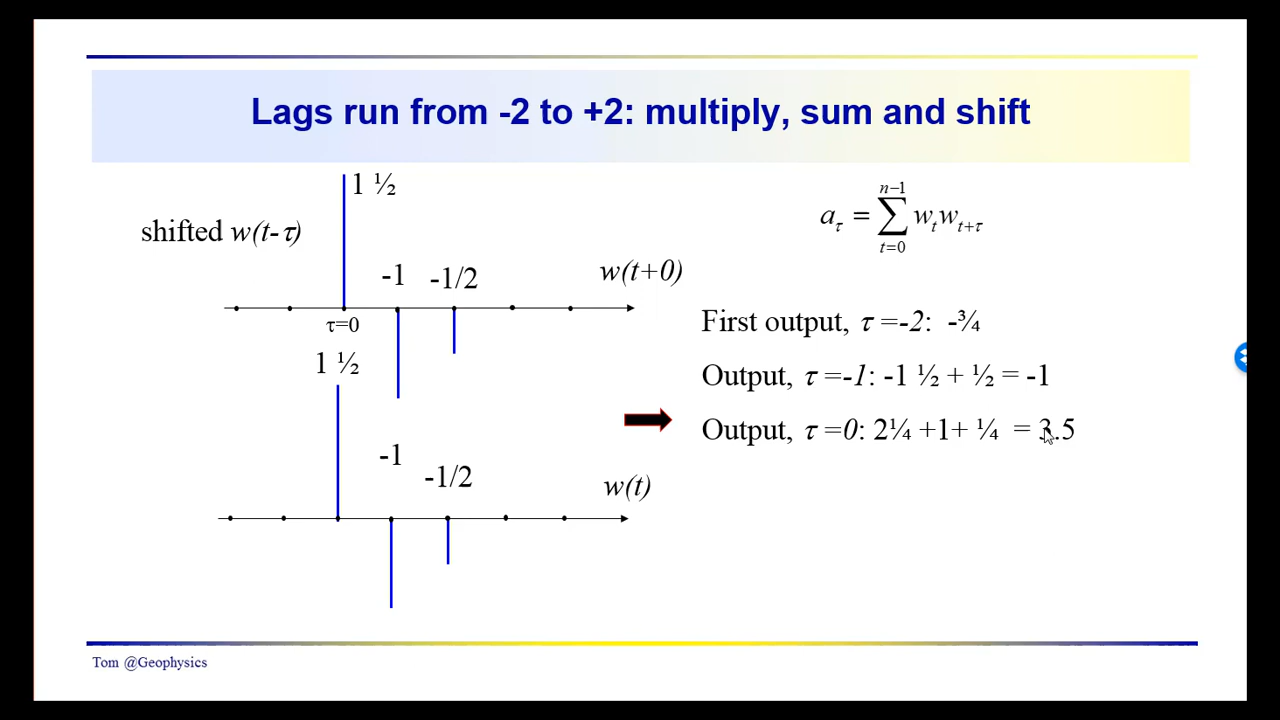 Lags run from -2 to +2: multiply, sum and shift
1 ½
shifted w(t-τ)
-1 -1/2
w(t+0)
τ=0
1 ½
-1
-1/2
w(t)
n−1
aτ = ∑ wtwt+τ
t=0
First output, τ =-2: -¾
Output, τ =-1: -1 ½ + ½ = -1
Output, τ =0: 2¼ +1+ ¼ = 3.5
Tom @Geophysics